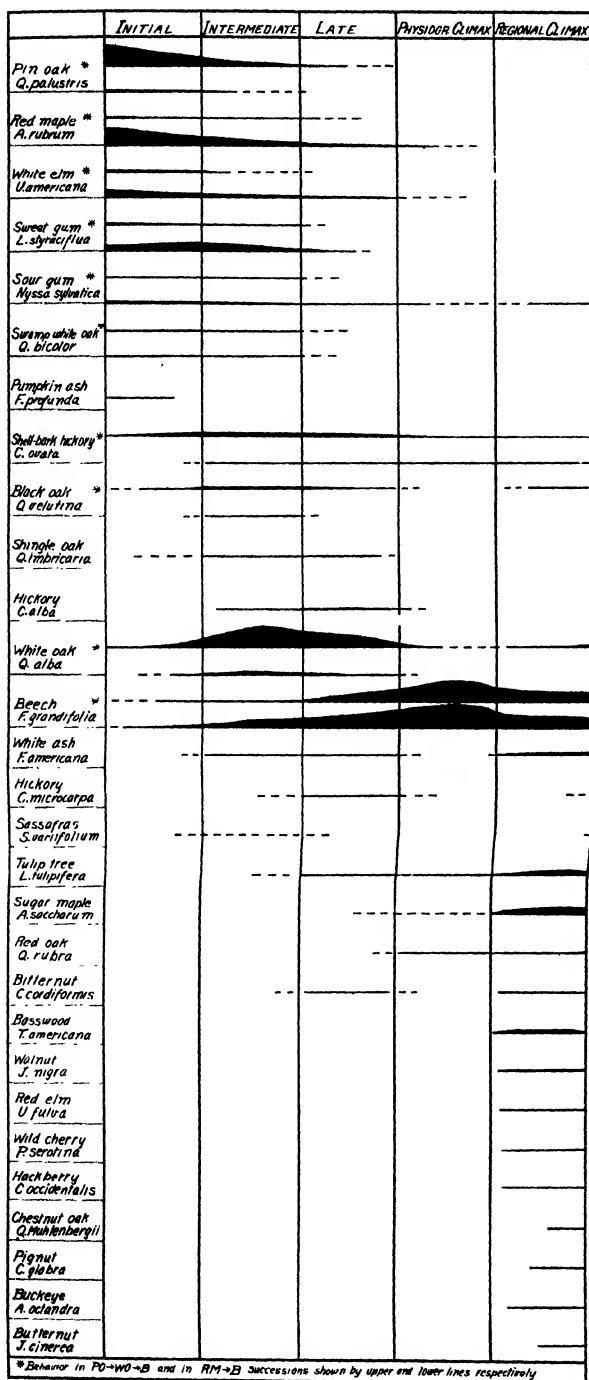 INITIAL INTERMEDIATE LATE PHYSIOGR CLIMAX REGIONAL CLIMAX
Pin oak *
Q. palustris
Red maple *
A. rubrum
White elm *
U. americana
Sweet gum *
L. styraciflua
Sour gum *
Nyssa sylvatica
Swamp white oak *
Q. bicolor
Pumpkin ash
F. profunda
Shell-bark hickory *
C. ovata
Black oak *
Q. velutina
Shingle oak
Q. imbricaria
Hickory
C. alba
White oak *
Q. alba
Beech *
F. grandifolia
White ash
F. americana
Hickory
C. microcarpa
Sassafras
S. variifolium
Tulip tree
L. tulipifera
Sugar maple
A. saccharum
Red oak
Q. rubra
Bitternut
C cordiformis
Basswood
T. americana
Walnut
J. nigra
Red elm
U fulva
Wild cherry
P. serotina
Hackberry
C occidentalis
Chestnut oak
Q. Muhlenbergii
Pignut
C. glabra
Buckeye
A. octandra
Butternut
J. cinerea
* Behavior in PO→WO→B and in RM→B successions shown by upper and lower lines respectively